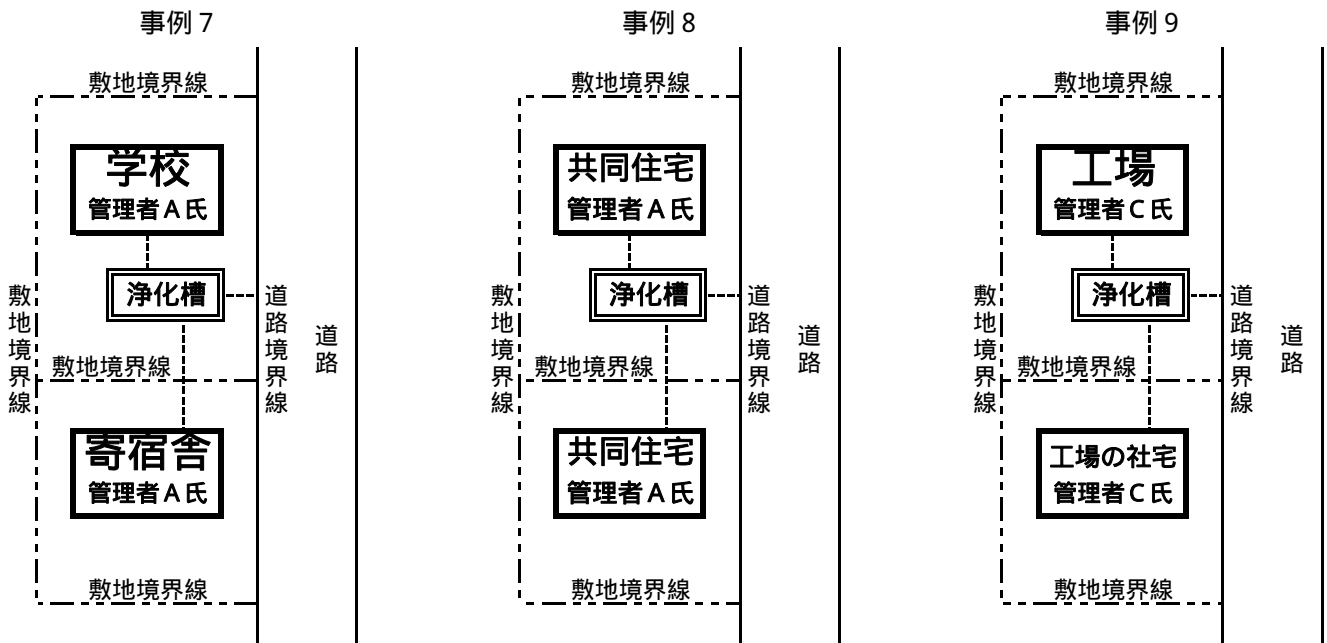 事例７
敷地境界線
学校
管理者Ａ氏
浄化槽
敷地境界線
道路境界線
道路
敷地境界線
寄宿舎
管理者Ａ氏
敷地境界線
事例８
敷地境界線
共同住宅
管理者Ａ氏
浄化槽
敷地境界線
道路境界線
道路
敷地境界線
共同住宅
管理者Ａ氏
敷地境界線
事例９
敷地境界線
工場
管理者Ｃ氏
浄化槽
敷地境界線
道路境界線
道路
敷地境界線
工場の社宅
管理者Ｃ氏
敷地境界線